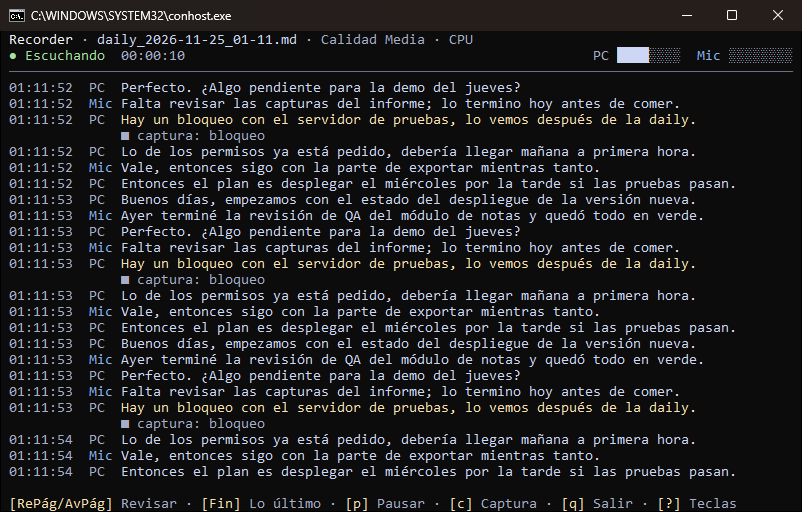 C:\WINDOWS\SYSTEM32\conhost.exe
Recorder · daily_2026-11-25_01-11.md · Calidad Media · CPU
● Escuchando 00:00:10 PC Mic
01:11:52 PC Perfecto. ¿Algo pendiente para la demo del jueves?
01:11:52 Mic Falta revisar las capturas del informe; lo termino hoy antes de comer.
01:11:52 PC Hay un bloqueo con el servidor de pruebas, lo vemos después de la daily.
■ captura: bloqueo
01:11:52 PC Lo de los permisos ya está pedido, debería llegar mañana a primera hora.
01:11:52 Mic Vale, entonces sigo con la parte de exportar mientras tanto.
01:11:52 PC Entonces el plan es desplegar el miércoles por la tarde si las pruebas pasan.
01:11:53 PC Buenos días, empezamos con el estado del despliegue de la versión nueva.
01:11:53 Mic Ayer terminé la revisión de QA del módulo de notas y quedó todo en verde.
01:11:53 PC Perfecto. ¿Algo pendiente para la demo del jueves?
01:11:53 Mic Falta revisar las capturas del informe; lo termino hoy antes de comer.
01:11:53 PC Hay un bloqueo con el servidor de pruebas, lo vemos después de la daily.
■ captura: bloqueo
01:11:53 PC Lo de los permisos ya está pedido, debería llegar mañana a primera hora.
01:11:53 Mic Vale, entonces sigo con la parte de exportar mientras tanto.
01:11:53 PC Entonces el plan es desplegar el miércoles por la tarde si las pruebas pasan.
01:11:53 PC Buenos días, empezamos con el estado del despliegue de la versión nueva.
01:11:53 Mic Ayer terminé la revisión de QA del módulo de notas y quedó todo en verde.
01:11:53 PC Perfecto. ¿Algo pendiente para la demo del jueves?
01:11:53 Mic Falta revisar las capturas del informe; lo termino hoy antes de comer.
01:11:53 PC Hay un bloqueo con el servidor de pruebas, lo vemos después de la daily.
■ captura: bloqueo
01:11:54 PC Lo de los permisos ya está pedido, debería llegar mañana a primera hora.
01:11:54 Mic Vale, entonces sigo con la parte de exportar mientras tanto.
01:11:54 PC Entonces el plan es desplegar el miércoles por la tarde si las pruebas pasan.
[RePág/AvPág] Revisar · [Fin] Lo último · [p] Pausar · [c] Captura · [q] Salir · [?] Teclas